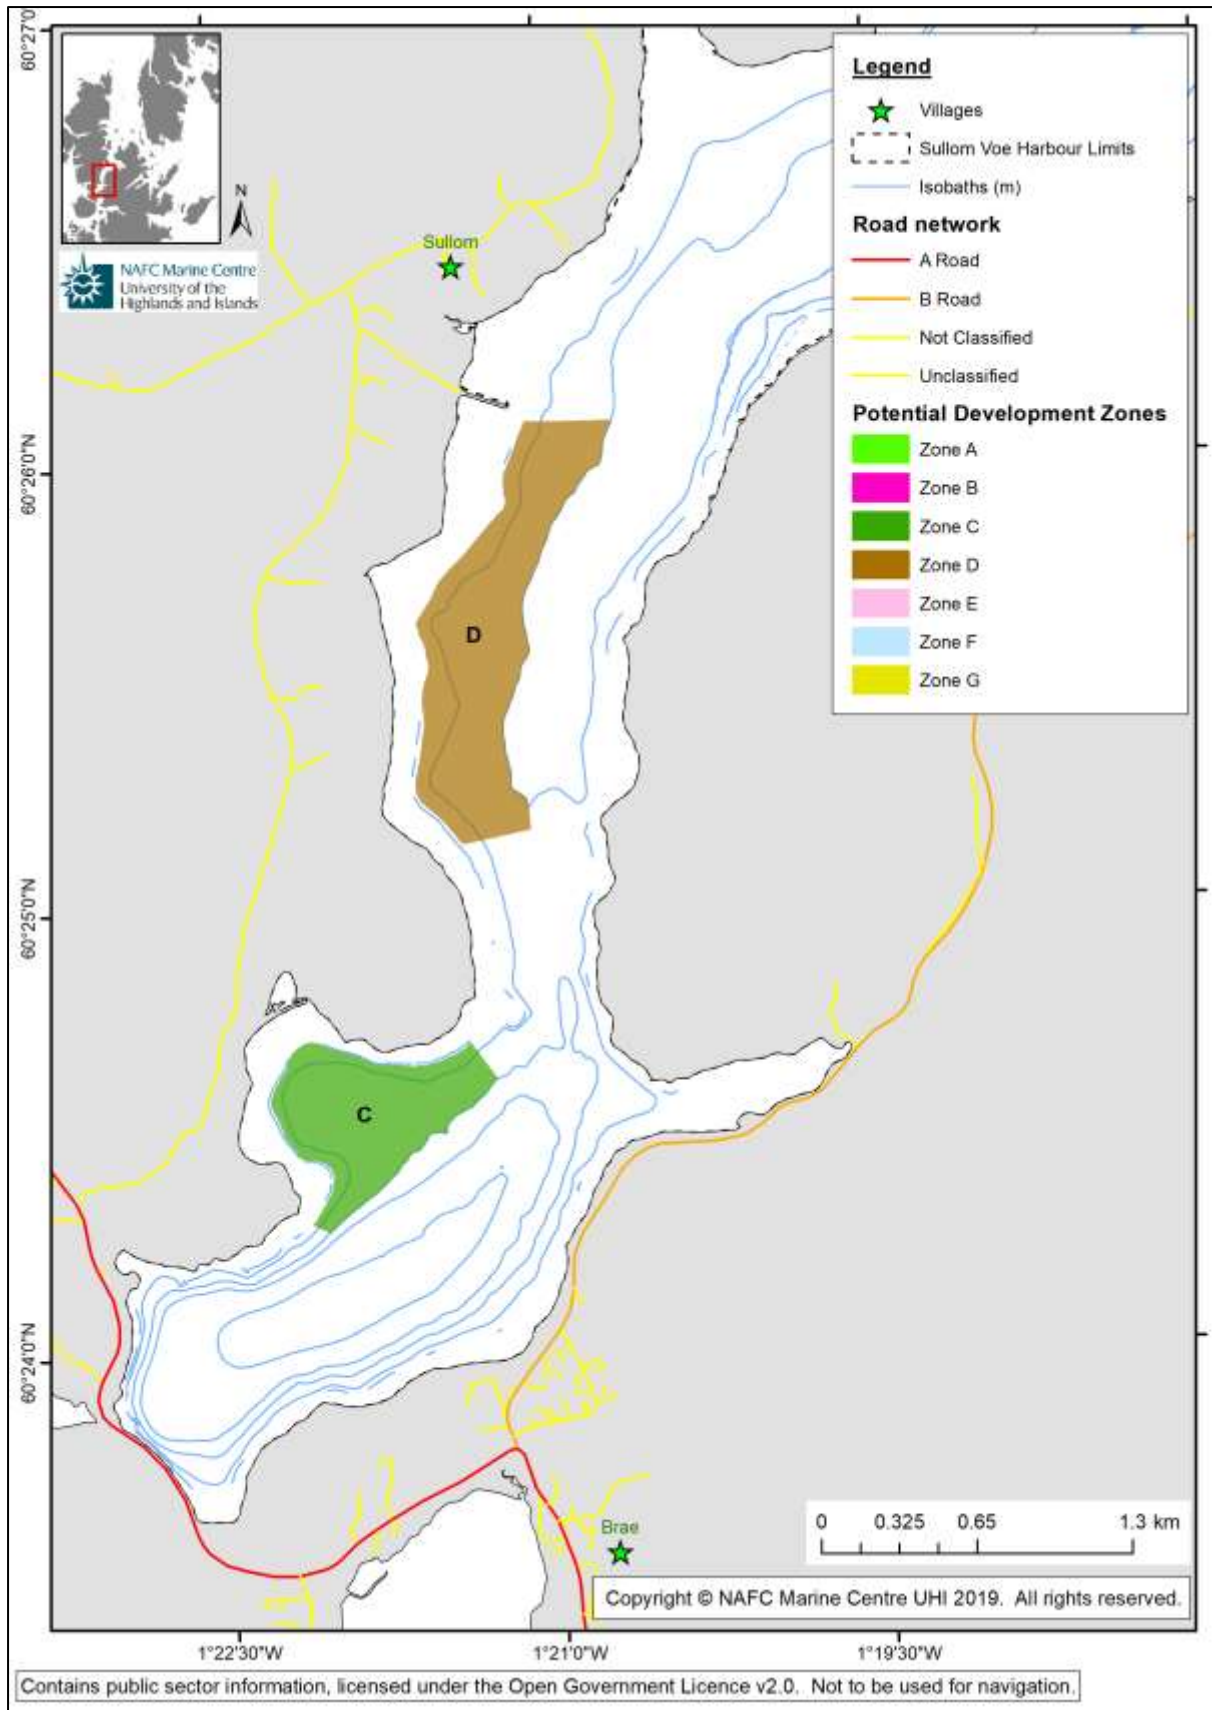 60°27'0"
N
NAFC Marine Centre
University of the
Highlands and Islands
Sullom
Legend
Villages
Sullom Voe Harbour Limits
Isobaths (m)
Road network
A Road
B Road
Not Classified
Unclassified
Potential Development Zones
Zone A
Zone B
Zone C
Zone D
Zone E
Zone F
Zone G
60°26'0"N
D
60°25'0"N
C
60°24'0"N
Brae
0 0.325 0.65 1.3 km
Copyright © NAFC Marine Centre UHI 2019. All rights reserved.
1°22'30"W 1°21'0"W 1°19'30"W
Contains public sector information, licensed under the Open Government Licence v2.0. Not to be used for navigation.